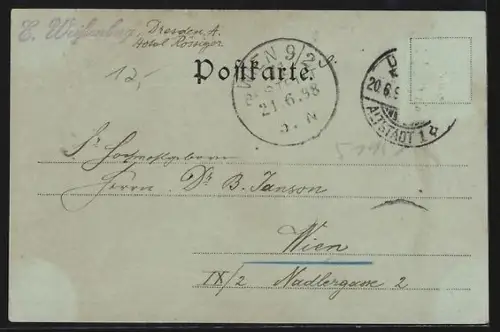 Dresden A.
Hotel Rössiger
12,-
Postkarte.
WIEN 9/2
21.6.98
20.6.9
ALTSTADT 14
Sr. Hochwohlgeboren
Herrn Dr B. Janson
Wien
IX/2 Nadlergasse 2